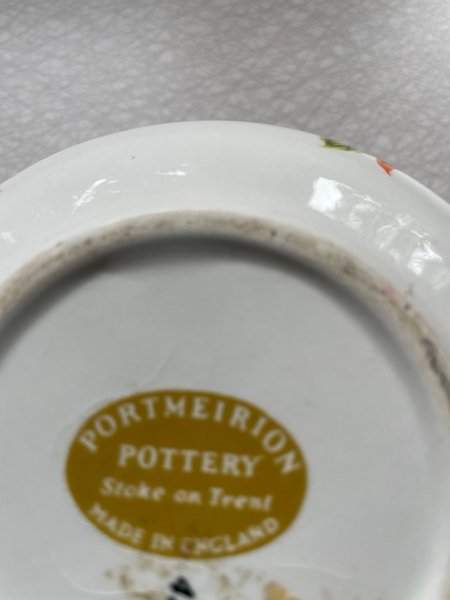 PORTMEIRION
POTTERY
Stoke on Trent
MADE IN ENGLAND